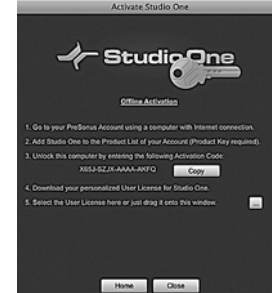 Activate Studio One
Studio One
Offline Activation
1. Go to your PreSonus Account using a computer with Internet connection.
2. Add Studio One to the Product List of your Account (Product Key required).
3. Unlock this computer by entering the following Activation Code:
X65J-SZJX-AAAA-AKFQ Copy
4. Download your personalized User License for Studio One.
5. Select the User License here or just drag it onto this window. ...
Home Close